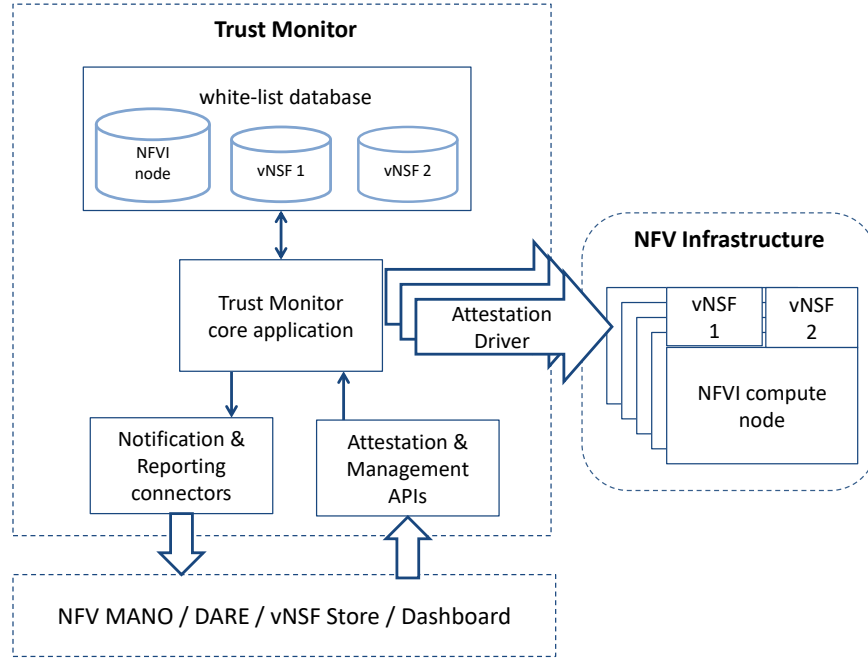 Trust Monitor
white-list database
NFVI
node
vNSF 1
vNSF 2
NFV Infrastructure
Trust Monitor
core application
Attestation
Driver
vNSF
1
vNSF
2
NFVI compute
node
Notification &
Reporting
connectors
Attestation &
Management
APIs
NFV MANO / DARE / vNSF Store / Dashboard